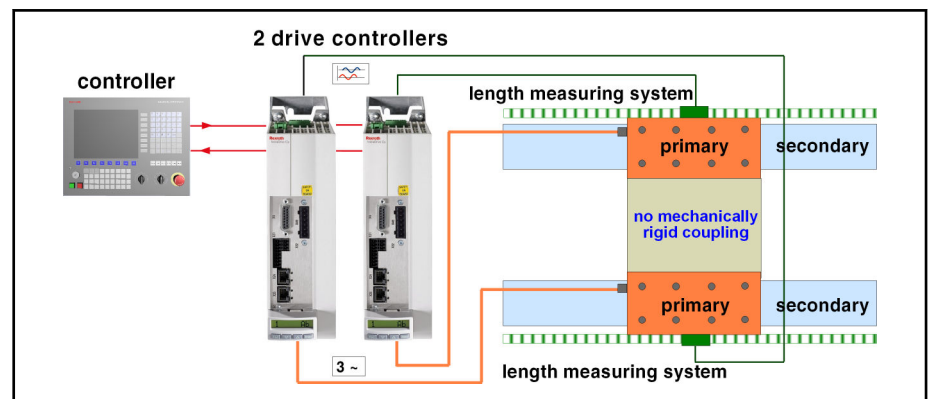 2 drive controllers
controller
length measuring system
primary
secondary
no mechanically
rigid coupling
primary
secondary
3 ~
length measuring system